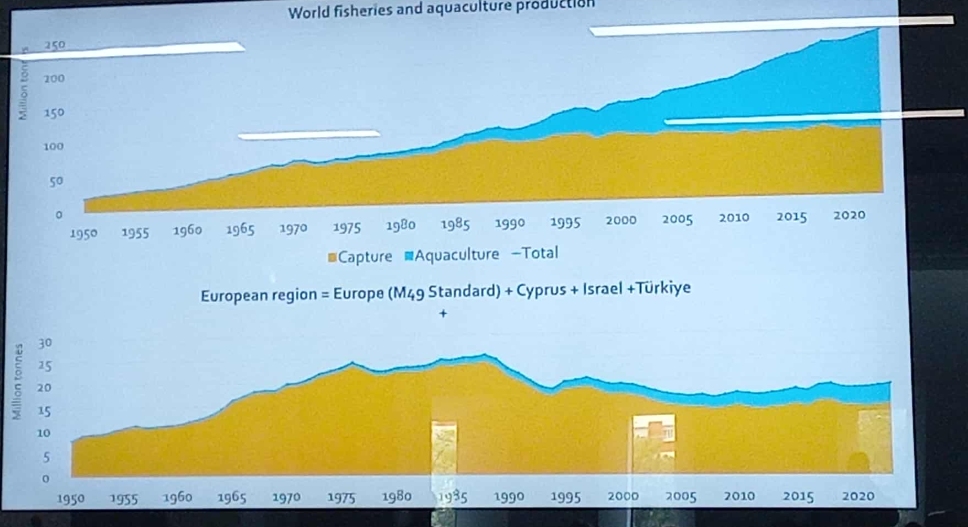 World fisheries and aquaculture production
Million tonnes
250
200
150
100
50
0
1950 1955 1960 1965 1970 1975 1980 1985 1990 1995 2000 2005 2010 2015 2020
Capture Aquaculture –Total
European region = Europe (M49 Standard) + Cyprus + Israel +Türkiye
+
Million tonnes
30
25
20
15
10
5
0
1950 1955 1960 1965 1970 1975 1980 1985 1990 1995 2000 2005 2010 2015 2020